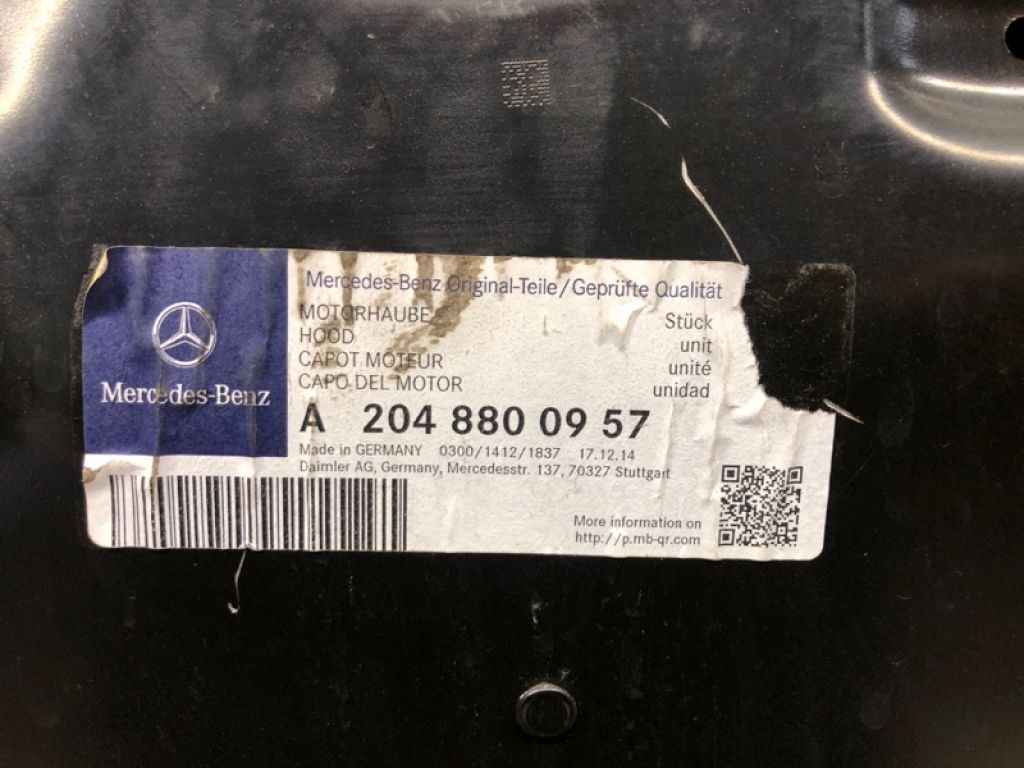 Mercedes-Benz
Mercedes-Benz Original-Teile/Geprüfte Qualität
MOTORHAUBE Stück
HOOD unit
CAPOT MOTEUR unité
CAPO DEL MOTOR unidad
A 204 880 09 57
Made in GERMANY 0300/1412/1837 17.12.14
Daimler AG, Germany, Mercedesstr. 137, 70327 Stuttgart
More information on
http://p.mb-qr.com